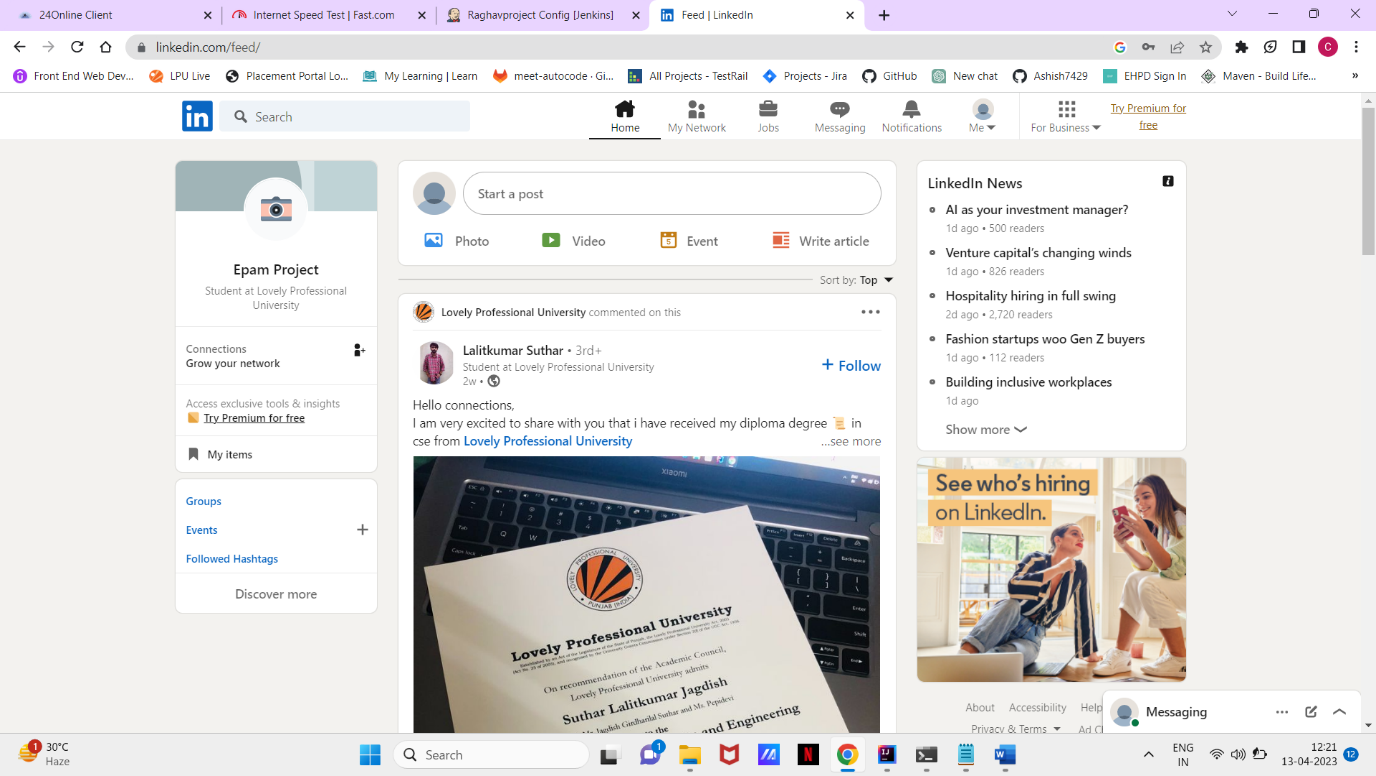 24Online Client
Internet Speed Test | Fast.com
Raghavproject Config [Jenkins]
Feed | LinkedIn
linkedin.com/feed/
C
Front End Web Dev...
LPU Live
Placement Portal Lo...
My Learning | Learn
meet-autocode · Gi...
All Projects - TestRail
Projects - Jira
GitHub
New chat
Ashish7429
EHPD Sign In
Maven - Build Life...
»
in
Search
Home
My Network
Jobs
Messaging
Notifications
Me
For Business
Try Premium for
free
Epam Project
Student at Lovely Professional
University
Connections
Grow your network
Access exclusive tools & insights
Try Premium for free
My items
Groups
Events
Followed Hashtags
Discover more
Start a post
Photo
Video
Event
Write article
Sort by: Top
Lovely Professional University commented on this
Lalitkumar Suthar • 3rd+
Student at Lovely Professional University
2w •
+ Follow
Hello connections,
I am very excited to share with you that i have received my diploma degree 📜 in
cse from Lovely Professional University
...see more
xiaomi
Lovely Professional University
On recommendation of the Academic Council,
Lovely Professional University admits
Suthar Lalitkumar Jagdish
LinkedIn News
AI as your investment manager?
1d ago • 500 readers
Venture capital's changing winds
1d ago • 826 readers
Hospitality hiring in full swing
2d ago • 2,720 readers
Fashion startups woo Gen Z buyers
1d ago • 112 readers
Building inclusive workplaces
1d ago
Show more
See who's hiring
on LinkedIn.
About
Accessibility
Help
Privacy & Terms
Ad
Messaging
1
30°C
Haze
Search
1
N
IJ
W
ENG
IN
12:21
13-04-2023
12